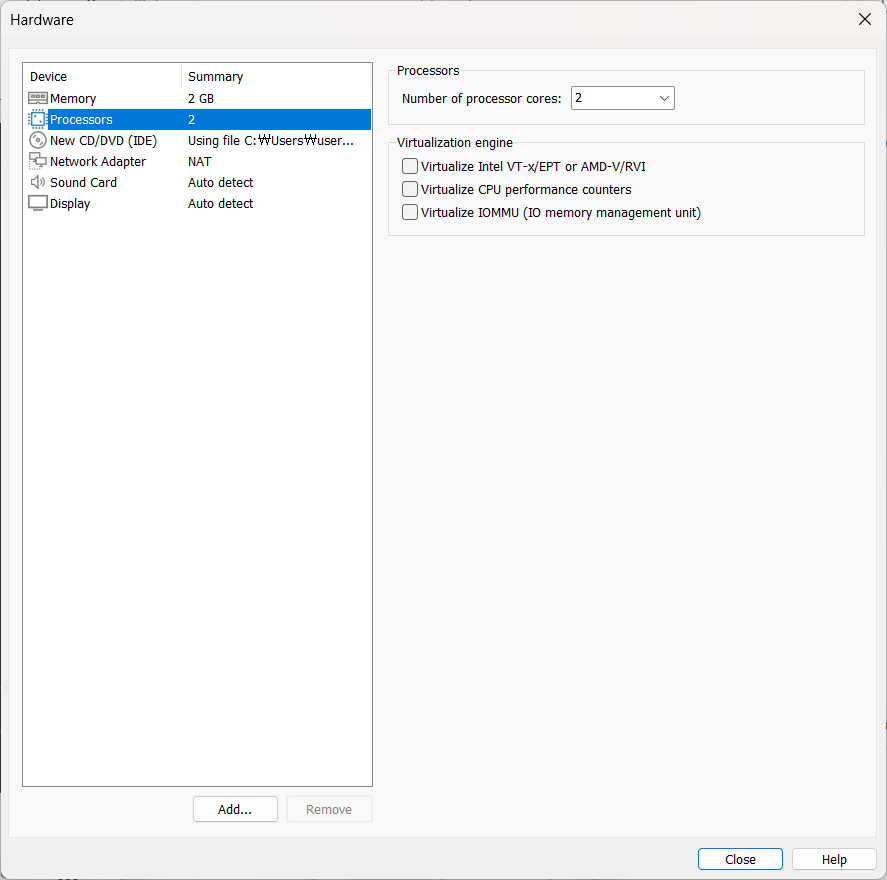 Hardware
Device Summary
Memory 2 GB
Processors 2
New CD/DVD (IDE) Using file C:₩Users₩user...
Network Adapter NAT
Sound Card Auto detect
Display Auto detect
Add... Remove
Processors
Number of processor cores: 2
Virtualization engine
Virtualize Intel VT-x/EPT or AMD-V/RVI
Virtualize CPU performance counters
Virtualize IOMMU (IO memory management unit)
Close Help